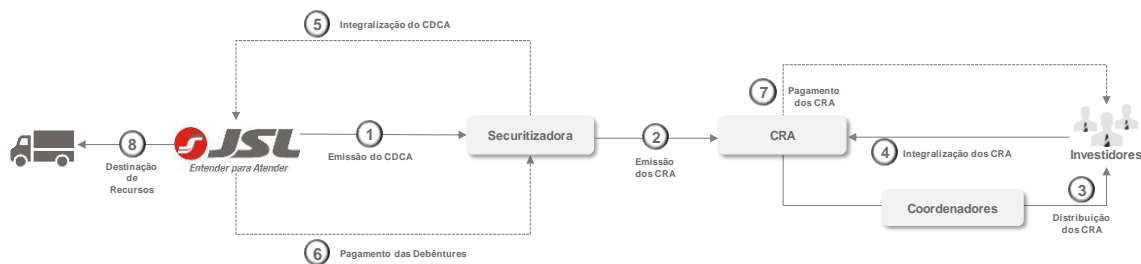 5 Integralização do CDCA
7 Pagamento
dos CRA
JSL
Entender para Atender
8
Destinação
de
Recursos
1
Emissão do CDCA
Securitizadora
2
Emissão
dos CRA
CRA
4 Integralização dos CRA
Investidores
Coordenadores
3
Distribuição
dos CRA
6 Pagamento das Debêntures